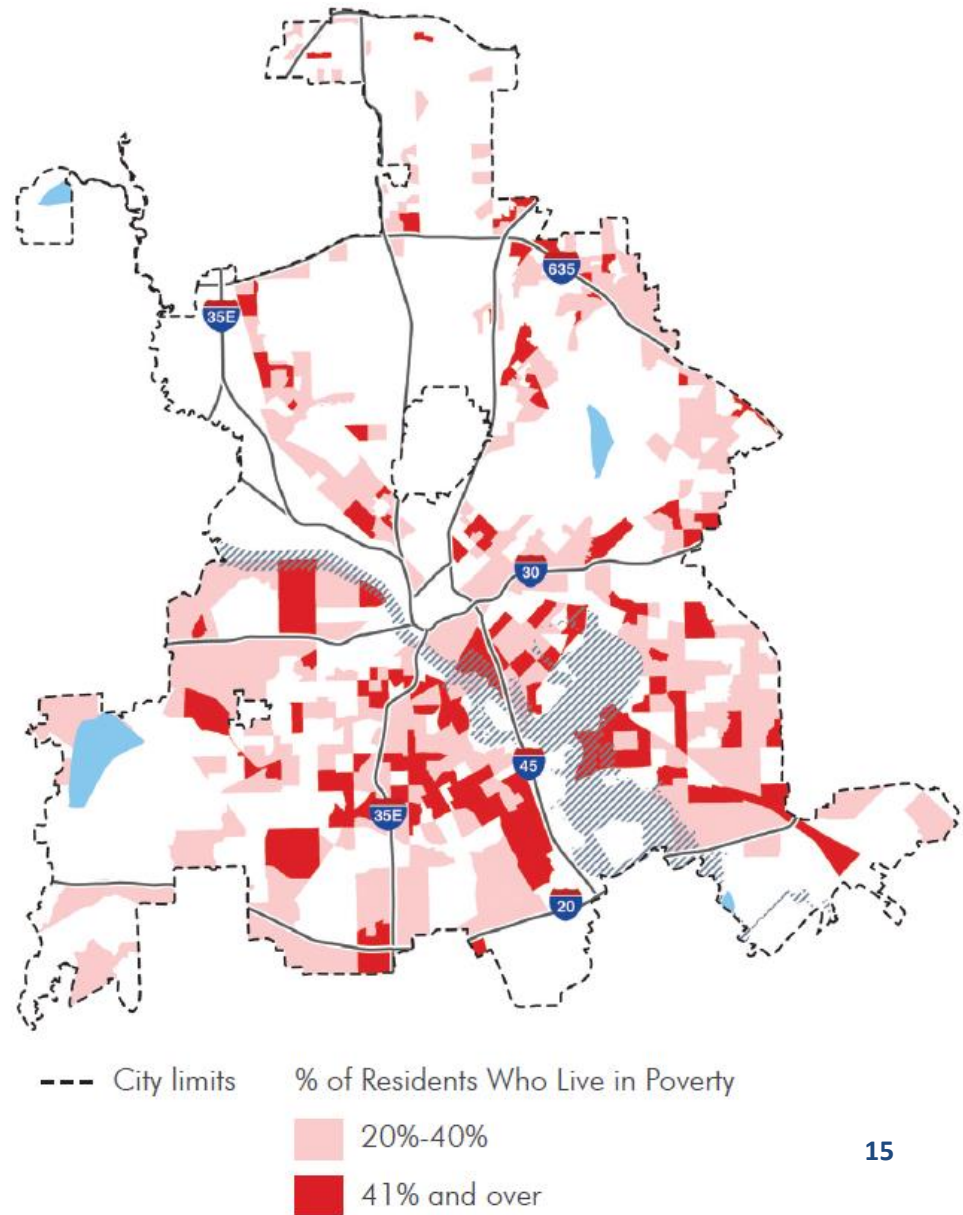 635
35E
30
45
35E
20
City limits
% of Residents Who Live in Poverty
20%-40%
41% and over
15